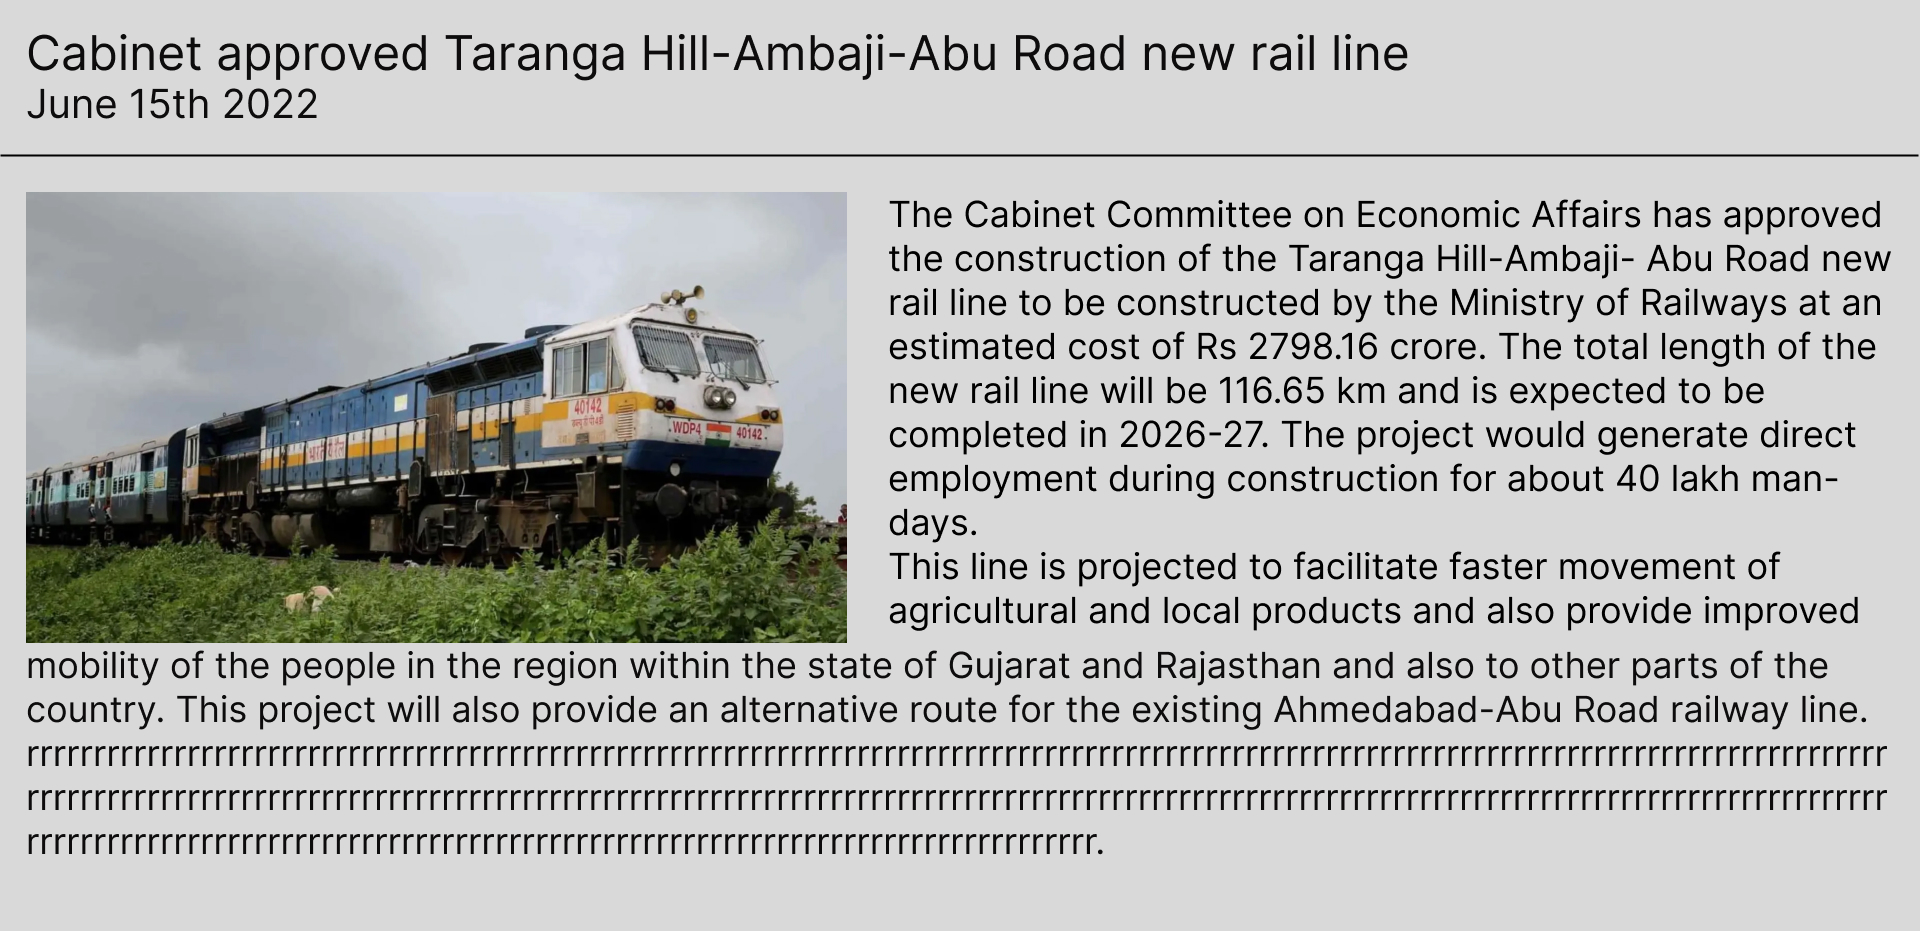 Cabinet approved Taranga Hill-Ambaji-Abu Road new rail line
June 15th 2022
40142
WDP4
40142
भारतीय रेल
The Cabinet Committee on Economic Affairs has approved
the construction of the Taranga Hill-Ambaji- Abu Road new
rail line to be constructed by the Ministry of Railways at an
estimated cost of Rs 2798.16 crore. The total length of the
new rail line will be 116.65 km and is expected to be
completed in 2026-27. The project would generate direct
employment during construction for about 40 lakh man-
days.
This line is projected to facilitate faster movement of
agricultural and local products and also provide improved
mobility of the people in the region within the state of Gujarat and Rajasthan and also to other parts of the
country. This project will also provide an alternative route for the existing Ahmedabad-Abu Road railway line.
rrrrrrrrrrrrrrrrrrrrrrrrrrrrrrrrrrrrrrrrrrrrrrrrrrrrrrrrrrrrrrrrrrrrrrrrrrrrrrrrrrrrrrrrrrrrrrrrrrrrrrrrrrrrrrrrrrrrrrrrrrrrrrrrrrrrrrrrrrr
rrrrrrrrrrrrrrrrrrrrrrrrrrrrrrrrrrrrrrrrrrrrrrrrrrrrrrrrrrrrrrrrrrrrrrrrrrrrrrrrrrrrrrrrrrrrrrrrrrrrrrrrrrrrrrrrrrrrrrrrrrrrrrrrrrrrrrrrrrr
rrrrrrrrrrrrrrrrrrrrrrrrrrrrrrrrrrrrrrrrrrrrrrrrrrrrrrrrrrrrrrrrrrrrrrrrrrrrrrrr.